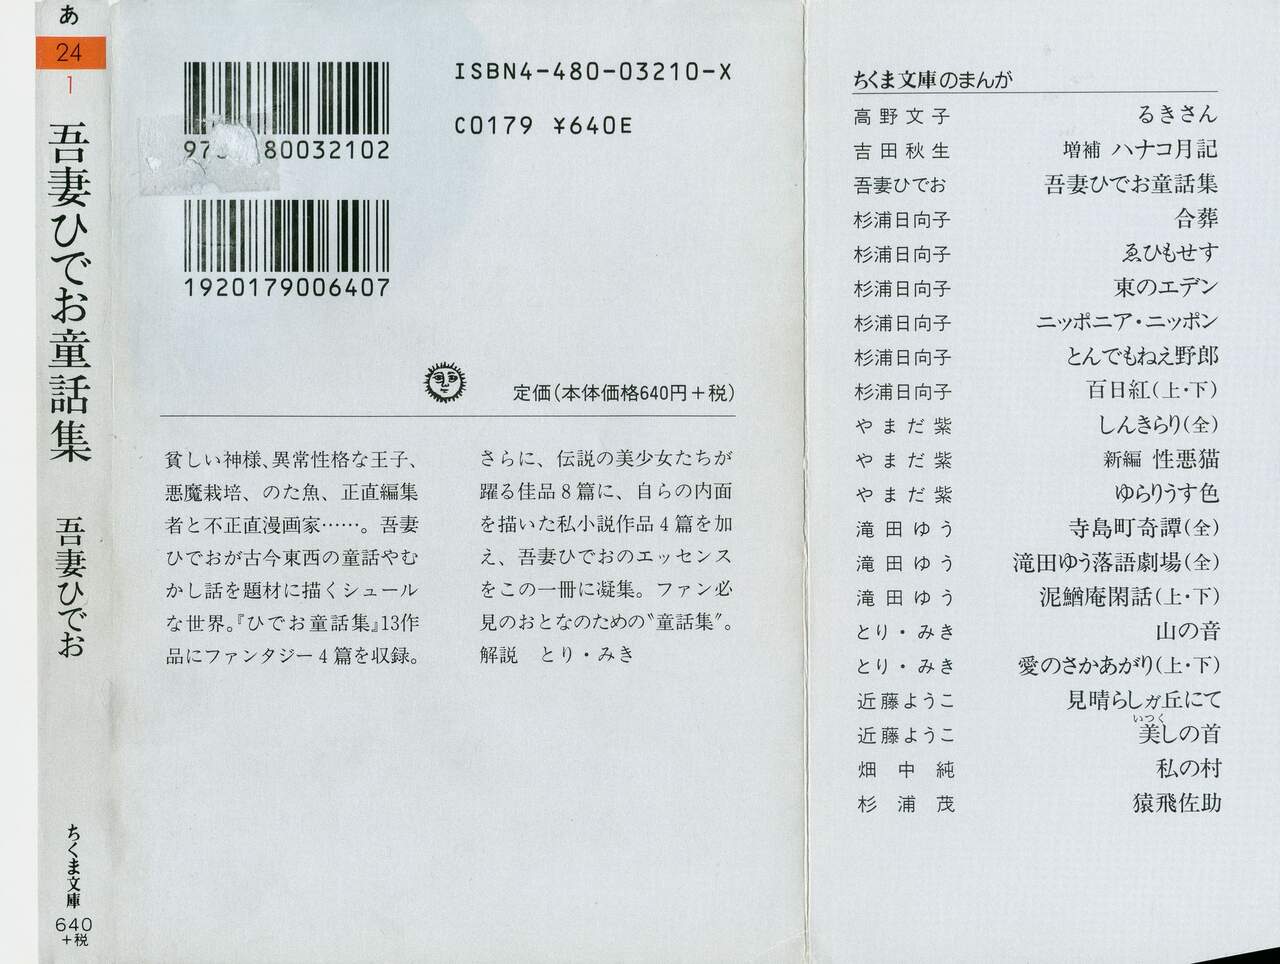 あ
24
1
吾妻ひでお童話集
吾妻ひでお
ちくま文庫
640
+税
ISBN4-480-03210-X
C0179 ¥640E
80032102
1920179006407
定価(本体価格640円+税)
貧しい神様、異常性格な王子、
悪魔栽培、のた魚、正直編集
者と不正直漫画家……。吾妻
ひでおが古今東西の童話やむ
かし話を題材に描くシュール
な世界。『ひでお童話集』13作
品にファンタジー4篇を収録。
さらに、伝説の美少女たちが
躍る佳品8篇に、自らの内面
を描いた私小説作品4篇を加
え、吾妻ひでおのエッセンス
をこの一冊に凝集。ファン必
見のおとなのための〝童話集〟。
解説 とり・みき
ちくま文庫のまんが
高野文子 るきさん
吉田秋生 増補 ハナコ月記
吾妻ひでお 吾妻ひでお童話集
杉浦日向子 合葬
杉浦日向子 ゑひもせす
杉浦日向子 東のエデン
杉浦日向子 ニッポニア・ニッポン
杉浦日向子 とんでもねえ野郎
杉浦日向子 百日紅(上・下)
やまだ紫 しんきらり(全)
やまだ紫 新編 性悪猫
やまだ紫 ゆらりうす色
滝田ゆう 寺島町奇譚(全)
滝田ゆう 滝田ゆう落語劇場(全)
滝田ゆう 泥鰌庵閑話(上・下)
とり・みき 山の音
とり・みき 愛のさかあがり(上・下)
近藤ようこ 見晴らしガ丘にて
いつく
近藤ようこ 美しの首
畑中純 私の村
杉浦茂 猿飛佐助